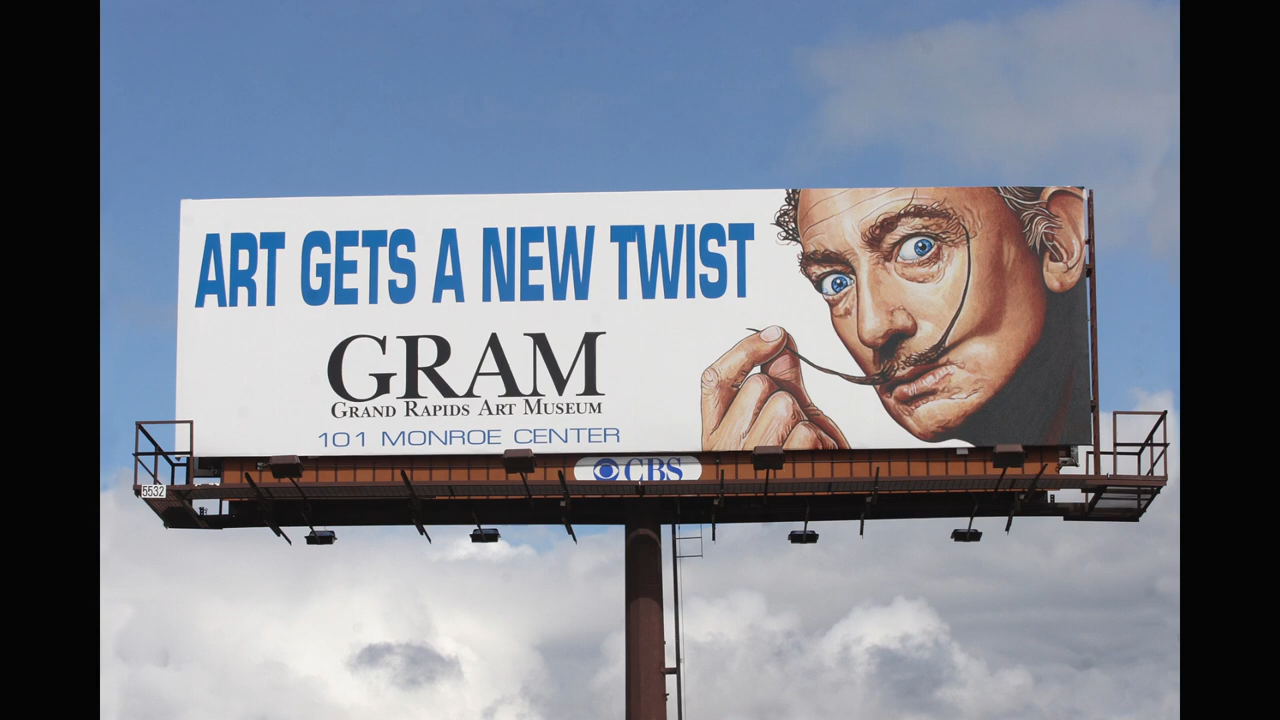 ART GETS A NEW TWIST
GRAM
GRAND RAPIDS ART MUSEUM
101 MONROE CENTER
CBS
5532